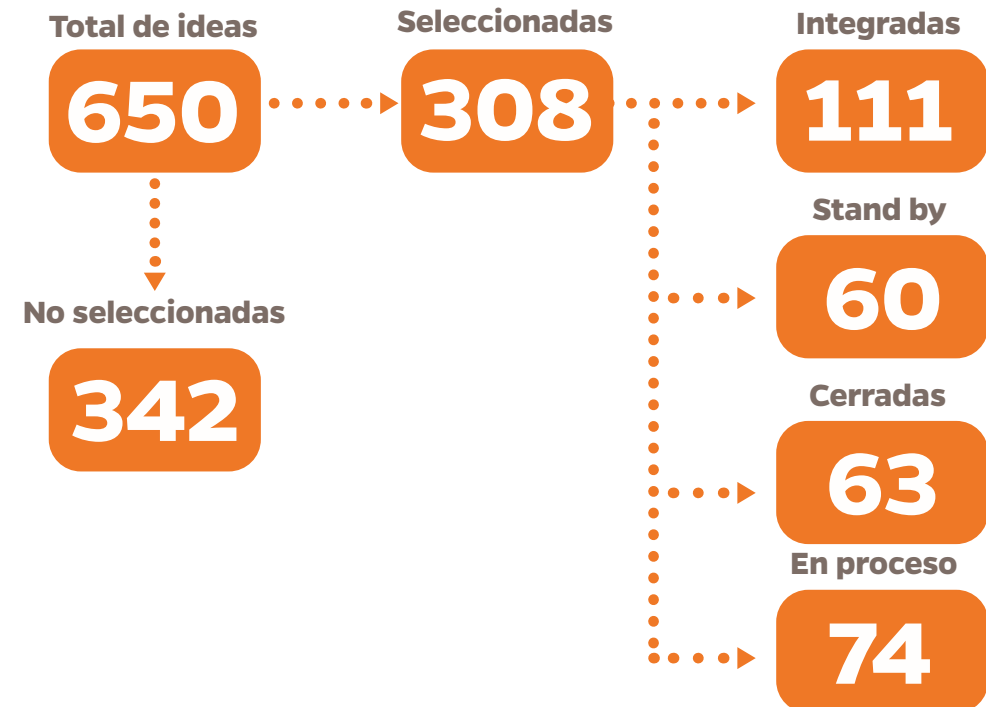 Total de ideas
650
Seleccionadas
308
Integradas
111
Stand by
60
No seleccionadas
342
Cerradas
63
En proceso
74